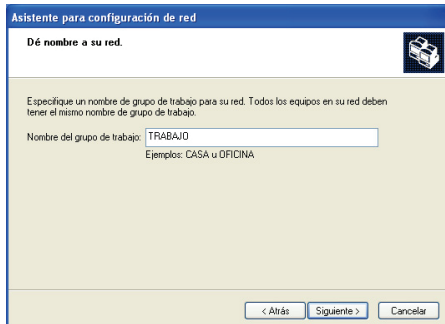 Asistente para configuración de red
Dé nombre a su red.
Especifique un nombre de grupo de trabajo para su red. Todos los equipos en su red deben
tener el mismo nombre de grupo de trabajo.
Nombre del grupo de trabajo: TRABAJO
Ejemplos: CASA u OFICINA
< Atrás Siguiente > Cancelar